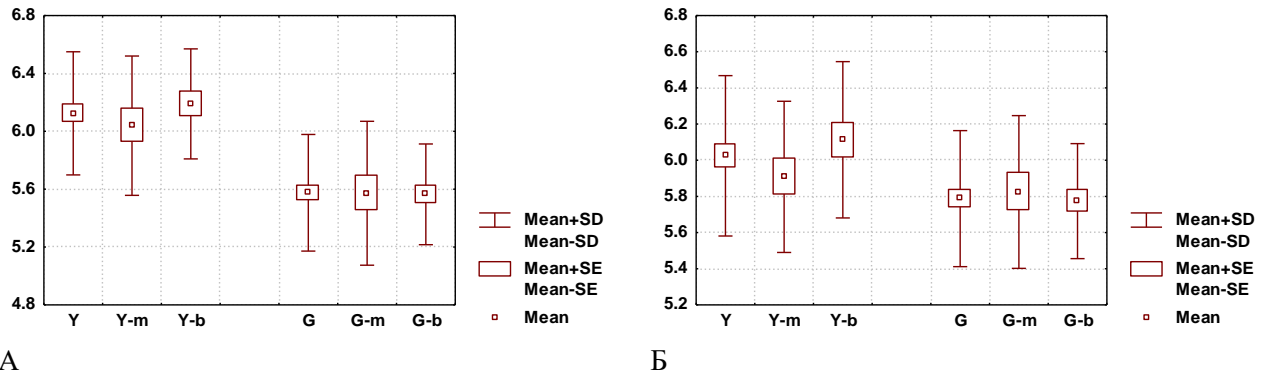 6.8
6.4
6.0
5.6
5.2
4.8
Y Y-m Y-b G G-m G-b
Mean+SD
Mean-SD
Mean+SE
Mean-SE
Mean
А
6.8
6.6
6.4
6.2
6.0
5.8
5.6
5.4
5.2
Y Y-m Y-b G G-m G-b
Mean+SD
Mean-SD
Mean+SE
Mean-SE
Mean
Б